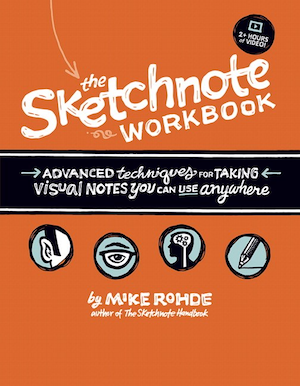 2+ HOURS
OF VIDEO!
the
Sketchnote
WORKBOOK
ADVANCED techniques FOR TAKING
VISUAL NOTES YOU CAN USE anywhere
by MIKE ROHDE
author of The Sketchnote Handbook